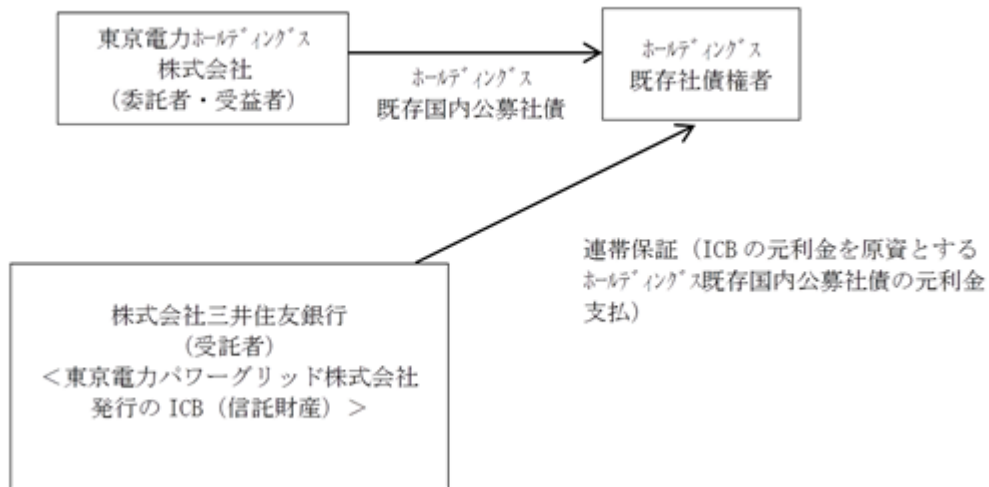 東京電力ﾎｰﾙﾃﾞｨﾝｸﾞｽ
株式会社
（委託者・受益者）
ﾎｰﾙﾃﾞｨﾝｸﾞｽ
既存国内公募社債
ﾎｰﾙﾃﾞｨﾝｸﾞｽ
既存社債権者
連帯保証（ICB の元利金を原資とする
ﾎｰﾙﾃﾞｨﾝｸﾞｽ既存国内公募社債の元利金
支払）
株式会社三井住友銀行
（受託者）
＜東京電力パワーグリッド株式会社
発行の ICB（信託財産）＞